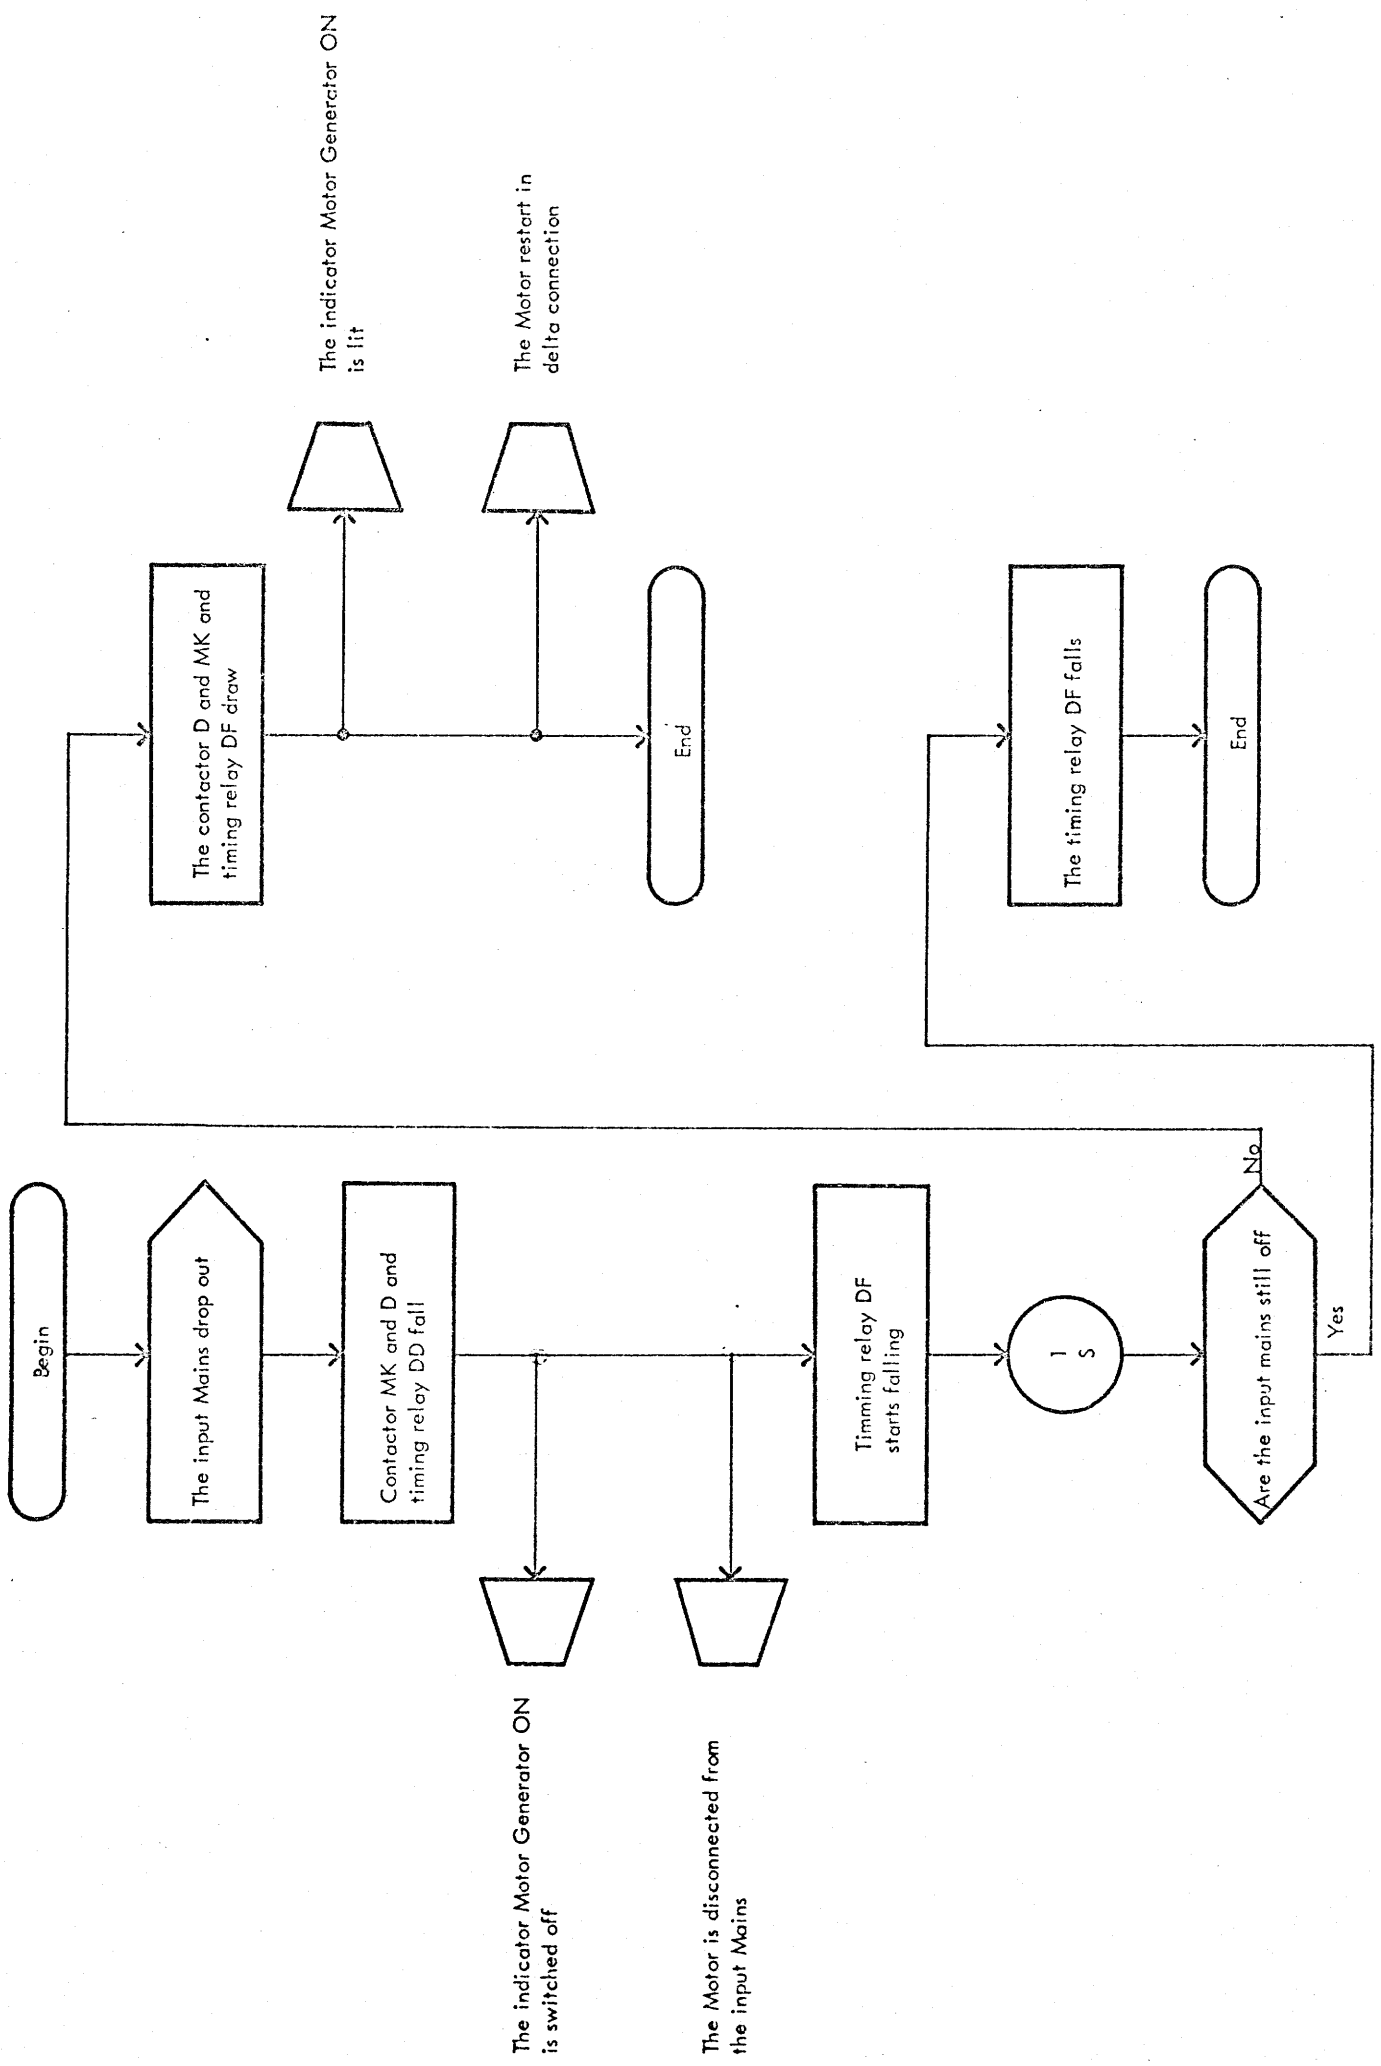 Begin
The input Mains drop out
Contactor MK and D and
timing relay DD fall
The indicator Motor Generator ON
is switched off
The Motor is disconnected from
the input Mains
Timming relay DF
starts falling
1
S
Are the input mains still off
No
Yes
The contactor D and MK and
timing relay DF draw
The indicator Motor Generator ON
is lit
The Motor restart in
delta connection
End
The timing relay DF falls
End